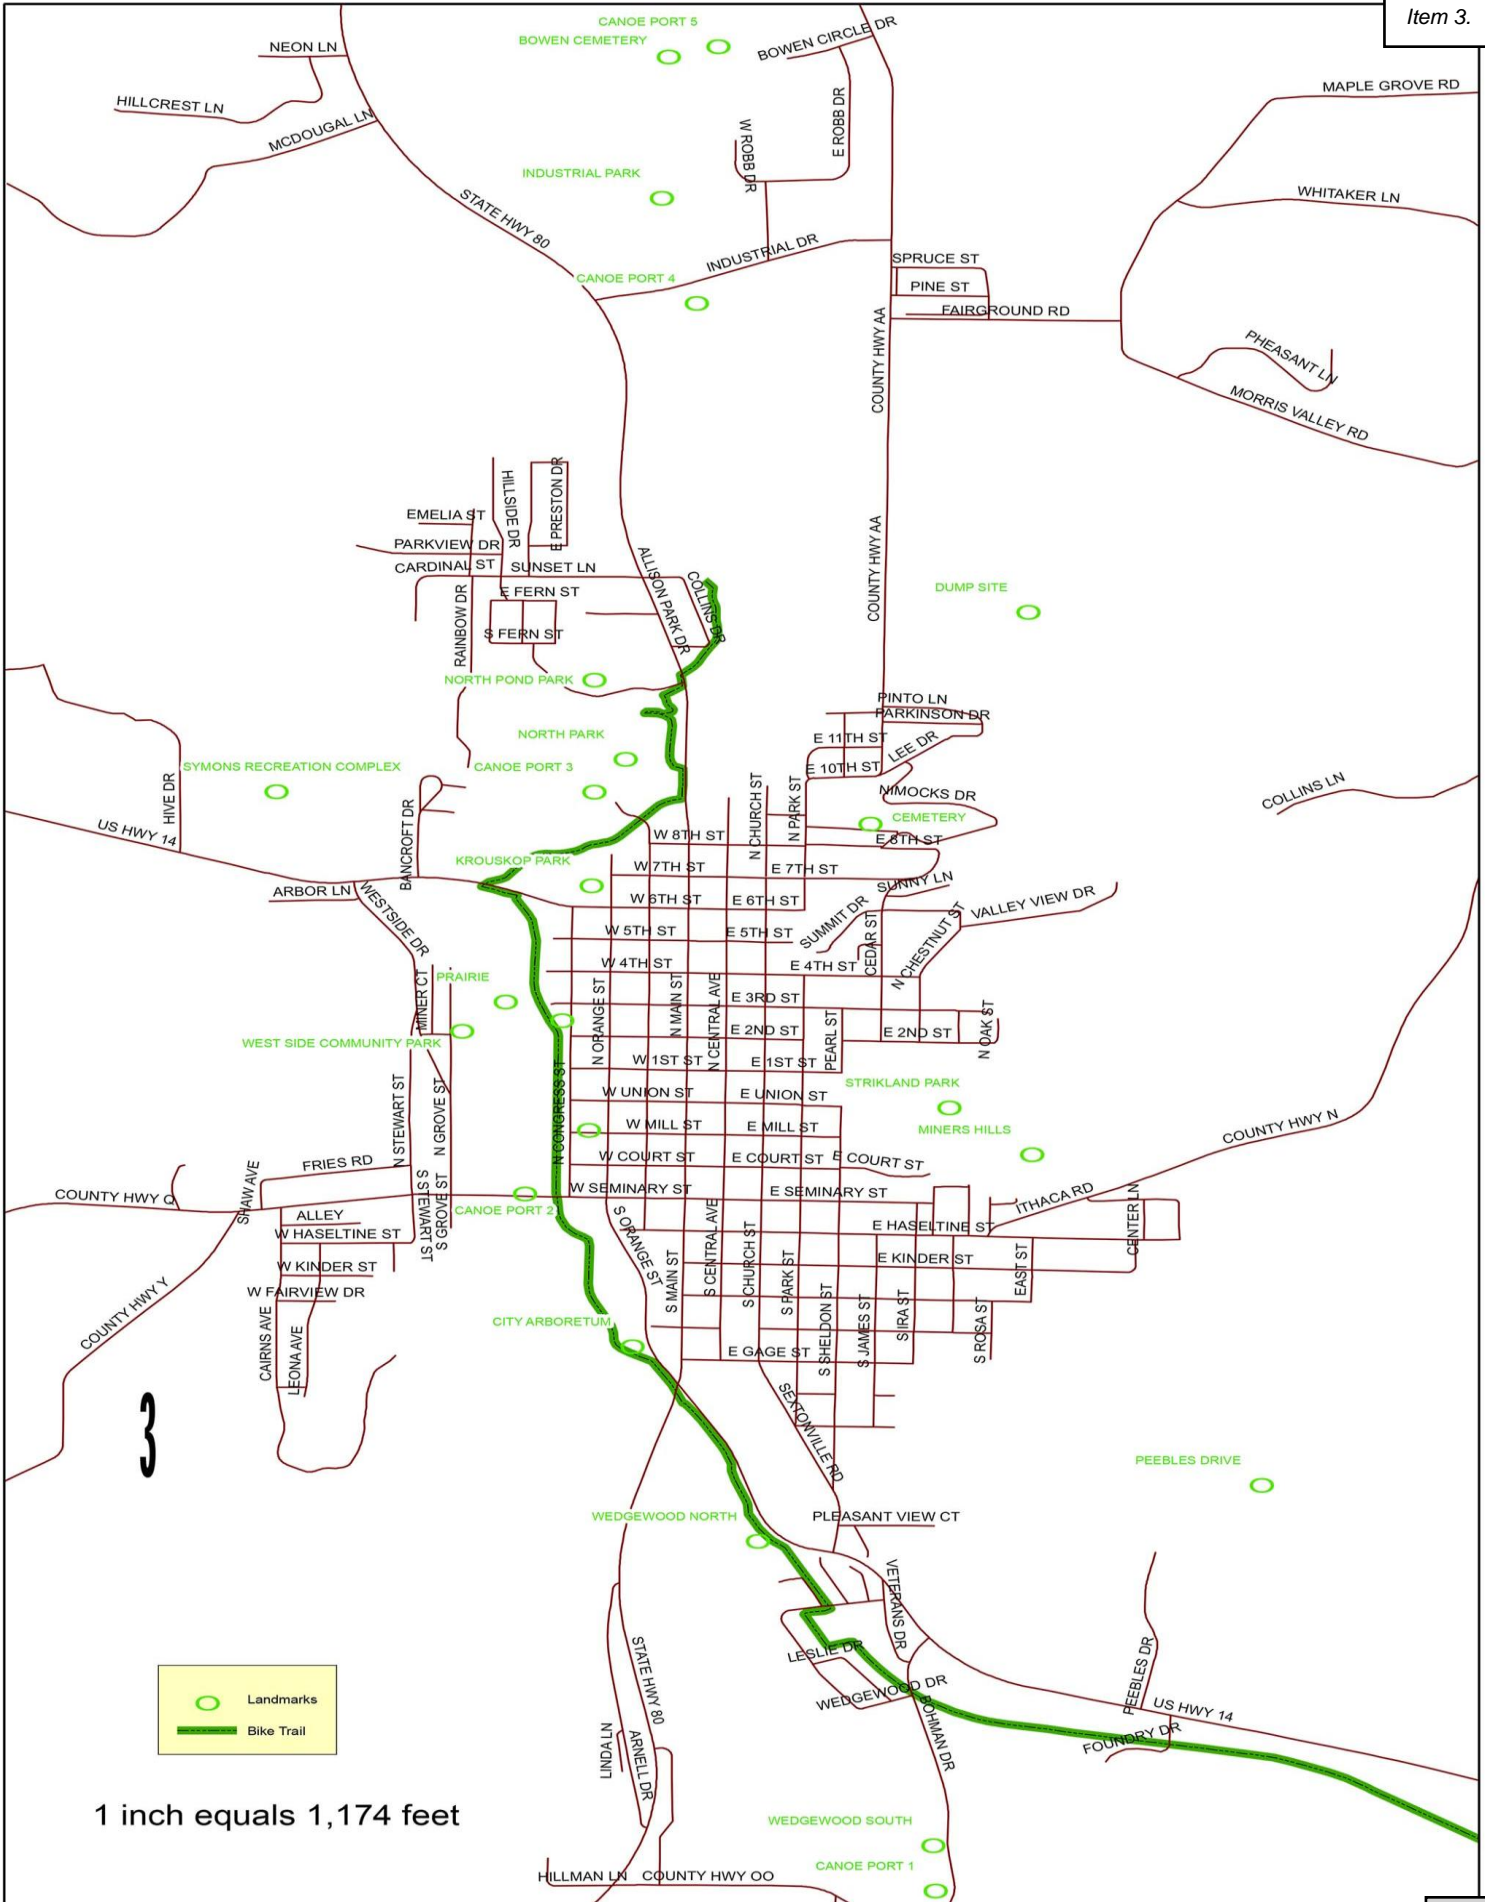 Item 3.
CANOE PORT 5
BOWEN CEMETERY
BOWEN CIRCLE DR
NEON LN
HILLCREST LN
MCDOUGAL LN
MAPLE GROVE RD
W ROBB DR
E ROBB DR
INDUSTRIAL PARK
WHITAKER LN
STATE HWY 80
INDUSTRIAL DR
SPRUCE ST
CANOE PORT 4
PINE ST
FAIRGROUND RD
COUNTY HWY AA
PHEASANT LN
MORRIS VALLEY RD
HILLSIDE DR
E PRESTON DR
EMELIA ST
PARKVIEW DR
CARDINAL ST
SUNSET LN
ALLISON PARK DR
COLLINS DR
COUNTY HWY AA
DUMP SITE
E FERN ST
RAINBOW DR
S FERN ST
NORTH POND PARK
PINTO LN
PARKINSON DR
NORTH PARK
E 11TH ST
LEE DR
SYMONS RECREATION COMPLEX
CANOE PORT 3
E 10TH ST
HIVE DR
NIMOCKS DR
COLLINS LN
N CHURCH ST
N PARK ST
CEMETERY
US HWY 14
BANCROFT DR
W 8TH ST
E 8TH ST
KROUSKOP PARK
W 7TH ST
E 7TH ST
ARBOR LN
WESTSIDE DR
SUNNY LN
W 6TH ST
E 6TH ST
VALLEY VIEW DR
SUMMIT DR
CEDAR ST
N CHESTNUT ST
W 5TH ST
E 5TH ST
W 4TH ST
E 4TH ST
PRAIRIE
MINER CT
N ORANGE ST
N MAIN ST
N CENTRAL AVE
E 3RD ST
E 2ND ST
PEARL ST
E 2ND ST
N OAK ST
WEST SIDE COMMUNITY PARK
W 1ST ST
E 1ST ST
N STEWART ST
N GROVE ST
N CONGRESS ST
STRIKLAND PARK
W UNION ST
E UNION ST
W MILL ST
E MILL ST
MINERS HILLS
COUNTY HWY N
W COURT ST
E COURT ST
E COURT ST
FRIES RD
SHAW AVE
COUNTY HWY Q
W SEMINARY ST
E SEMINARY ST
ITHACA RD
CENTER LN
S STEWART ST
S GROVE ST
CANOE PORT 2
ALLEY
W HASELTINE ST
S ORANGE ST
E HASELTINE ST
W KINDER ST
E KINDER ST
W FAIRVIEW DR
S MAIN ST
S CENTRAL AVE
S CHURCH ST
S PARK ST
S SHELDON ST
S JAMES ST
S IRA ST
EAST ST
S ROSA ST
COUNTY HWY Y
CAIRNS AVE
LEONA AVE
CITY ARBORETUM
E GAGE ST
SEXTONVILLE RD
3
PEEBLES DRIVE
WEDGEWOOD NORTH
PLEASANT VIEW CT
VETERANS DR
LESLIE DR
WEDGEWOOD DR
BOHMAN DR
PEEBLES DR
US HWY 14
FOUNDRY DR
STATE HWY 80
LINDA LN
ARNELL DR
Landmarks
Bike Trail
1 inch equals 1,174 feet
WEDGEWOOD SOUTH
CANOE PORT 1
HILLMAN LN
COUNTY HWY OO